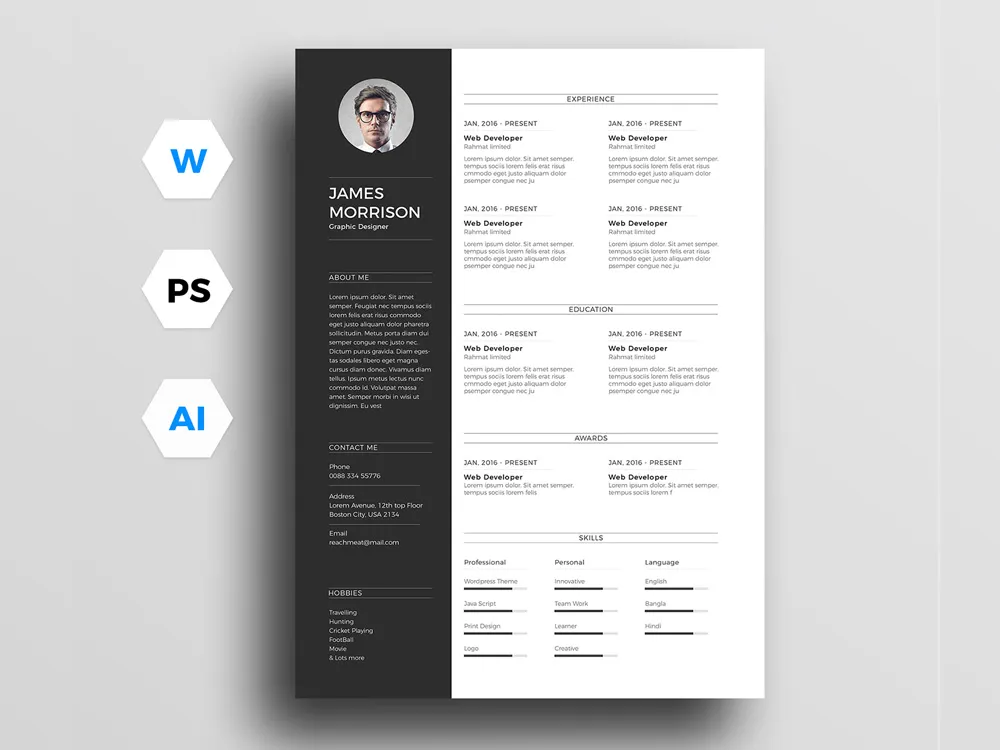 W
PS
AI
JAMES
MORRISON
Graphic Designer
ABOUT ME
Lorem ipsum dolor. Sit amet
semper. Feugiat nec tempus sociis
lorem felis erat risus commodo
eget justo aliquam dolor pharetra
sollicitudin. Metus porta diam dui
semper congue nec justo nec.
Dictum purus gravida. Diam eges-
tas sodales libero eget magna
cursus diam donec. Vivamus diam
tellus. Ipsum metus lectus nunc
commodo id. Volutpat massa
amet. Semper morbi in wisi ut
dignissim. Eu vest
CONTACT ME
Phone
0088 334 55776
Address
Lorem Avenue, 12th top Floor
Boston City, USA 2134
Email
reachmeat@mail.com
HOBBIES
Travelling
Hunting
Cricket Playing
FootBall
Movie
& Lots more
EXPERIENCE
JAN, 2016 - PRESENT
Web Developer
Rahmat limited
Lorem ipsum dolor. Sit amet semper.
tempus sociis lorem felis erat risus
cmmodo eget justo aliquam dolor
psemper congue nec ju
JAN, 2016 - PRESENT
Web Developer
Rahmat limited
Lorem ipsum dolor. Sit amet semper.
tempus sociis lorem felis erat risus
cmmodo eget justo aliquam dolor
psemper congue nec ju
JAN, 2016 - PRESENT
Web Developer
Rahmat limited
Lorem ipsum dolor. Sit amet semper.
tempus sociis lorem felis erat risus
cmmodo eget justo aliquam dolor
psemper congue nec ju
JAN, 2016 - PRESENT
Web Developer
Rahmat limited
Lorem ipsum dolor. Sit amet semper.
tempus sociis lorem felis erat risus
cmmodo eget justo aliquam dolor
psemper congue nec ju
EDUCATION
JAN, 2016 - PRESENT
Web Developer
Rahmat limited
Lorem ipsum dolor. Sit amet semper.
tempus sociis lorem felis erat risus
cmmodo eget justo aliquam dolor
psemper congue nec ju
JAN, 2016 - PRESENT
Web Developer
Rahmat limited
Lorem ipsum dolor. Sit amet semper.
tempus sociis lorem felis erat risus
cmmodo eget justo aliquam dolor
psemper congue nec ju
AWARDS
JAN, 2016 - PRESENT
Web Developer
Lorem ipsum dolor. Sit amet semper.
tempus sociis lorem felis
JAN, 2016 - PRESENT
Web Developer
Lorem ipsum dolor. Sit amet semper.
tempus sociis lorem f
SKILLS
Professional
Wordpress Theme
Java Script
Print Design
Logo
Personal
Innovative
Team Work
Learner
Creative
Language
English
Bangla
Hindi